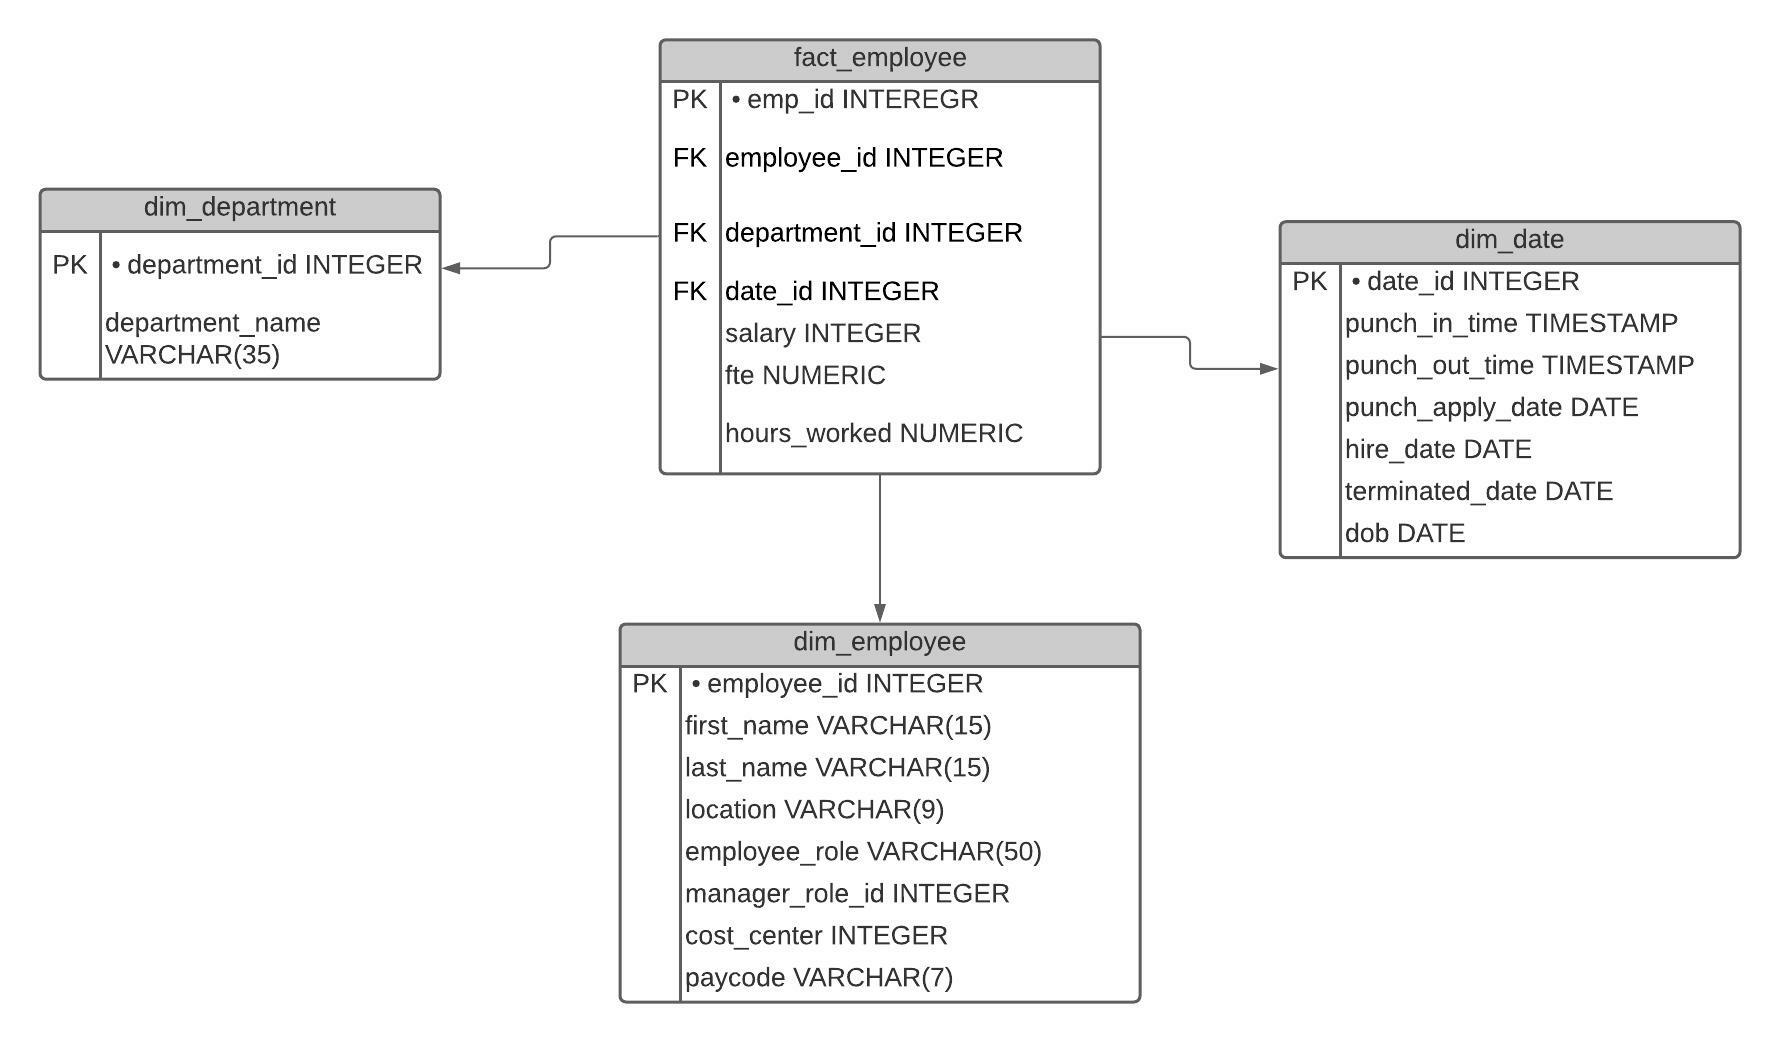 fact_employee
PK • emp_id INTEREGR
FK employee_id INTEGER
FK department_id INTEGER
FK date_id INTEGER
salary INTEGER
fte NUMERIC
hours_worked NUMERIC
dim_department
PK • department_id INTEGER
department_name
VARCHAR(35)
dim_date
PK • date_id INTEGER
punch_in_time TIMESTAMP
punch_out_time TIMESTAMP
punch_apply_date DATE
hire_date DATE
terminated_date DATE
dob DATE
dim_employee
PK • employee_id INTEGER
first_name VARCHAR(15)
last_name VARCHAR(15)
location VARCHAR(9)
employee_role VARCHAR(50)
manager_role_id INTEGER
cost_center INTEGER
paycode VARCHAR(7)